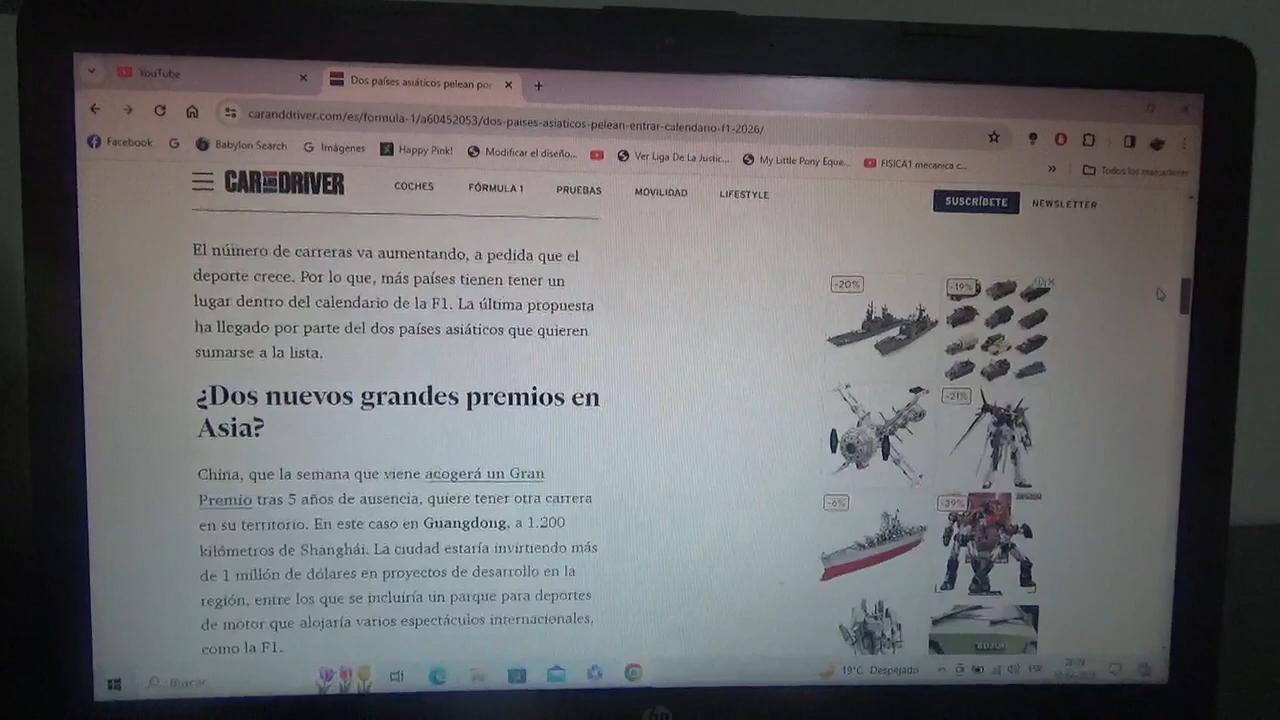 YouTube
Dos países asiáticos pelean por
caranddriver.com/es/formula-1/a60452053/dos-paises-asiaticos-pelean-entrar-calendario-f1-2026/
Facebook
Babylon Search
Imágenes
Happy Pink!
Modificar el diseño...
Ver Liga De La Justic...
My Little Pony Eque...
FISICA1 mecanica c...
»
Todos los marcadores
CAR AND DRIVER
COCHES
FÓRMULA 1
PRUEBAS
MOVILIDAD
LIFESTYLE
SUSCRÍBETE
NEWSLETTER
El número de carreras va aumentando, a pedida que el
deporte crece. Por lo que, más países tienen tener un
lugar dentro del calendario de la F1. La última propuesta
ha llegado por parte del dos países asiáticos que quieren
sumarse a la lista.
¿Dos nuevos grandes premios en
Asia?
China, que la semana que viene acogerá un Gran
Premio tras 5 años de ausencia, quiere tener otra carrera
en su territorio. En este caso en Guangdong, a 1.200
kilómetros de Shanghái. La ciudad estaría invirtiendo más
de 1 millón de dólares en proyectos de desarrollo en la
región, entre los que se incluiría un parque para deportes
de motor que alojaría varios espectáculos internacionales,
como la F1.
-20%
-19%
-21%
-6%
-39%
Buscar
19°C Despejado
ESP
hp